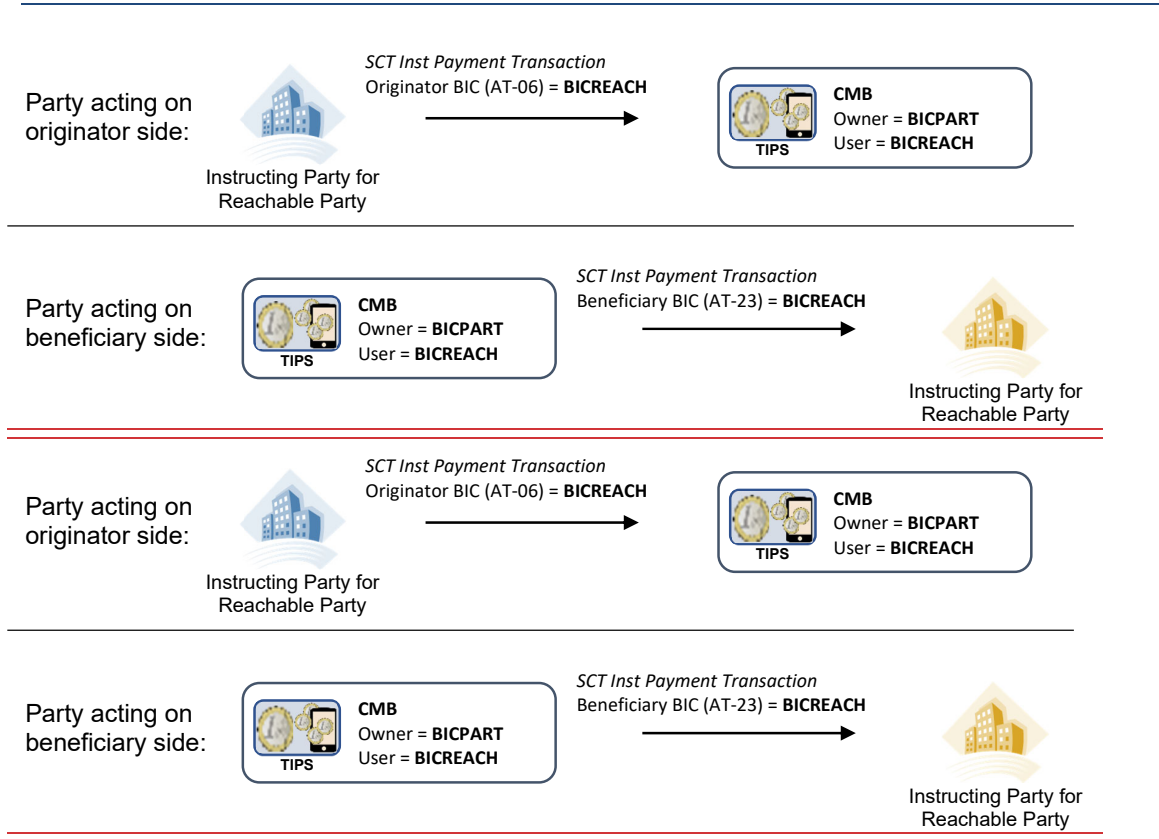 SCT Inst Payment Transaction
Originator BIC (AT-06) = BICREACH
Party acting on
originator side:
CMB
Owner = BICPART
User = BICREACH
TIPS
Instructing Party for
Reachable Party
SCT Inst Payment Transaction
Beneficiary BIC (AT-23) = BICREACH
Party acting on
beneficiary side:
CMB
Owner = BICPART
User = BICREACH
TIPS
Instructing Party for
Reachable Party
SCT Inst Payment Transaction
Originator BIC (AT-06) = BICREACH
Party acting on
originator side:
CMB
Owner = BICPART
User = BICREACH
TIPS
Instructing Party for
Reachable Party
SCT Inst Payment Transaction
Beneficiary BIC (AT-23) = BICREACH
Party acting on
beneficiary side:
CMB
Owner = BICPART
User = BICREACH
TIPS
Instructing Party for
Reachable Party